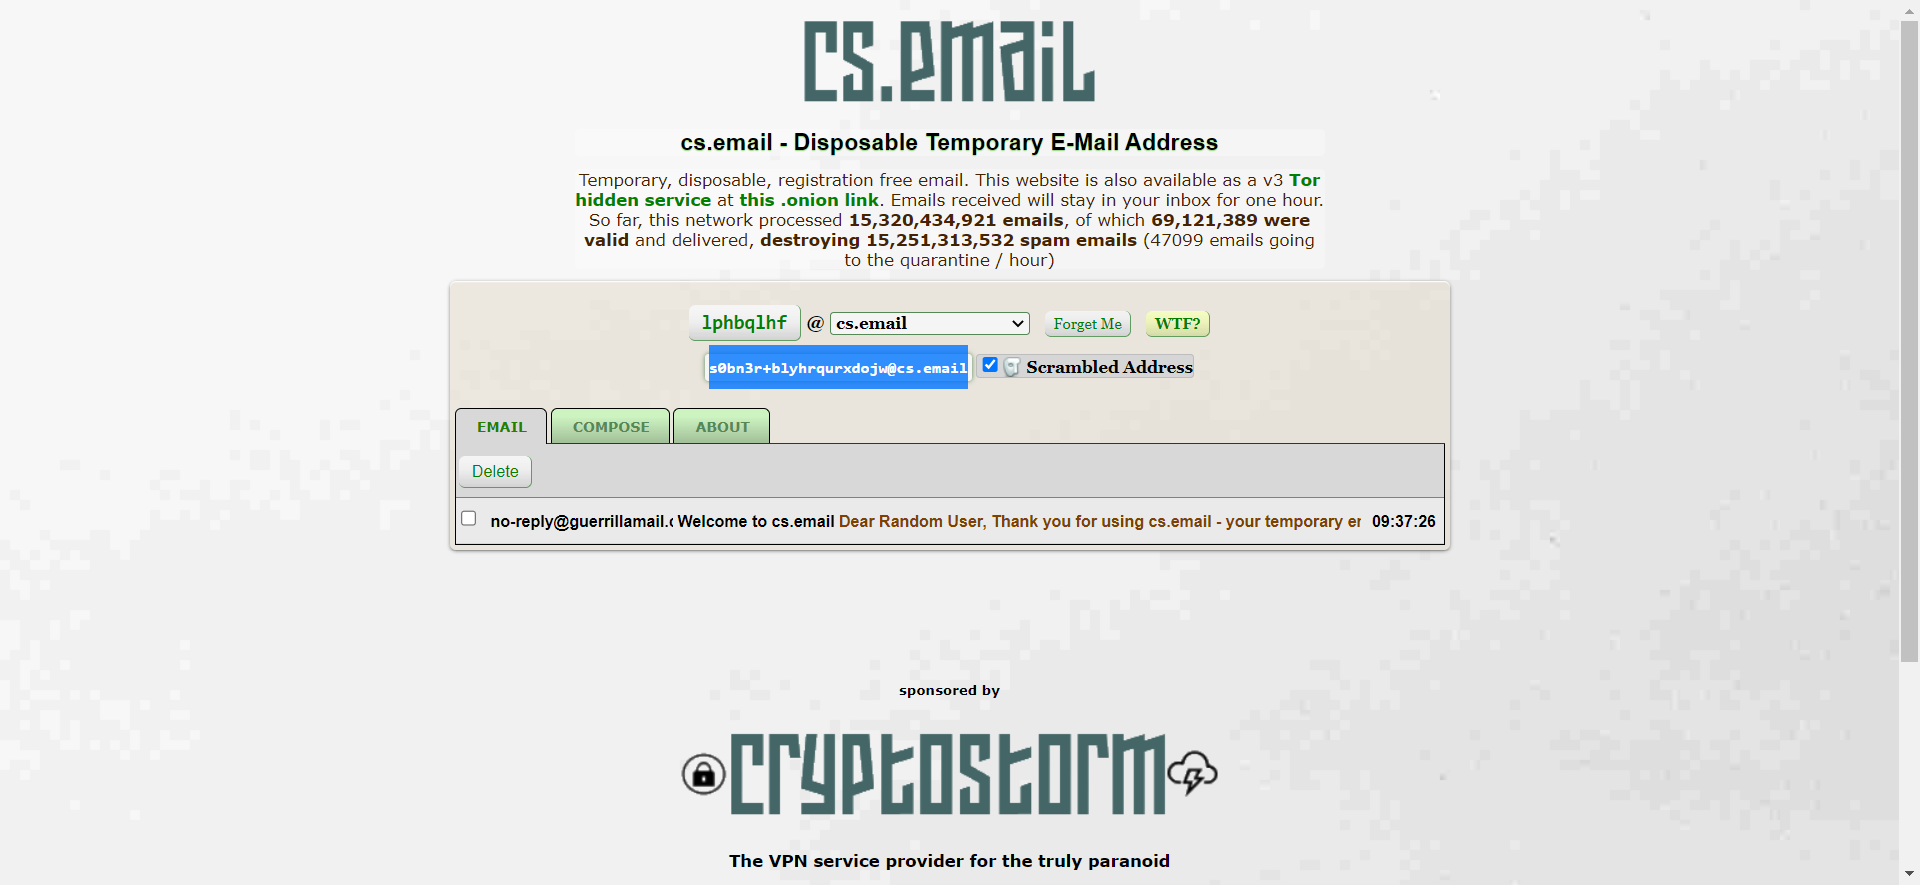 cs.email
cs.email - Disposable Temporary E-Mail Address
Temporary, disposable, registration free email. This website is also available as a v3 Tor
hidden service at this .onion link. Emails received will stay in your inbox for one hour.
So far, this network processed 15,320,434,921 emails, of which 69,121,389 were
valid and delivered, destroying 15,251,313,532 spam emails (47099 emails going
to the quarantine / hour)
lphbqlhf @ cs.email Forget Me WTF?
s0bn3r+blyhrqurxdojw@cs.email Scrambled Address
EMAIL COMPOSE ABOUT
Delete
no-reply@guerrillamail.c Welcome to cs.email Dear Random User, Thank you for using cs.email - your temporary er 09:37:26
sponsored by
cryptostorm
The VPN service provider for the truly paranoid